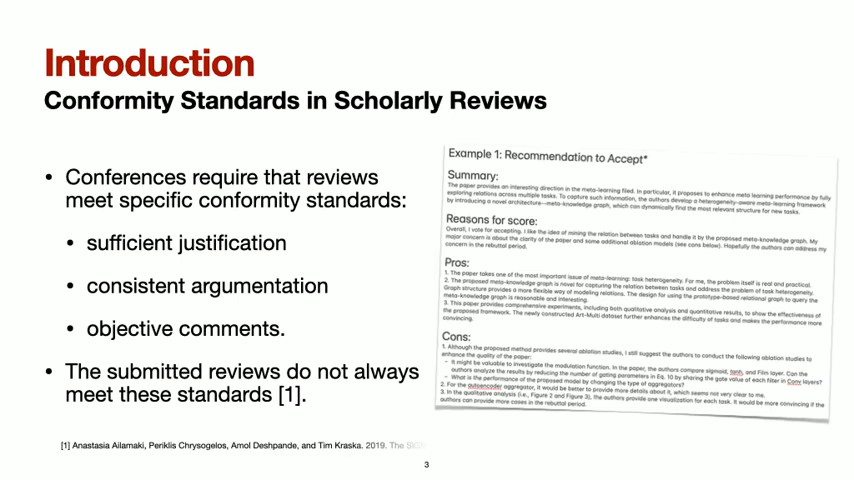 Introduction
Conformity Standards in Scholarly Reviews
• Conferences require that reviews
meet specific conformity standards:
• sufficient justification
• consistent argumentation
• objective comments.
• The submitted reviews do not always
meet these standards [1].
Example 1: Recommendation to Accept*
Summary:
The paper provides an interesting direction in the meta-learning filed. In particular, it proposes to enhance meta learning performance by fully
exploring relations across multiple tasks. To capture such information, the authors develop a heterogeneity-aware meta-learning framework
by introducing a novel architecture—meta-knowledge graph, which can dynamically find the most relevant structure for new tasks.
Reasons for score:
Overall, I vote for accepting. I like the idea of mining the relation between tasks and handle it by the proposed meta-knowledge graph. My
major concern is about the clarity of the paper and some additional ablation models (see cons below). Hopefully the authors can address my
concern in the rebuttal period.
Pros:
1. The paper takes one of the most important issue of meta-learning: task heterogeneity. For me, the problem itself is real and practical.
2. The proposed meta-knowledge graph is novel for capturing the relation between tasks and address the problem of task heterogeneity.
Graph structure provides a more flexible way of modeling relations. The design for using the prototype-based relational graph to query the
meta-knowledge graph is reasonable and interesting.
3. This paper provides comprehensive experiments, including both qualitative analysis and quantitative results, to show the effectiveness of
the proposed framework. The newly constructed Art-Multi dataset further enhances the difficulty of tasks and makes the performance more
convincing.
Cons:
1. Although the proposed method provides several ablation studies, I still suggest the authors to conduct the following ablation studies to
enhance the quality of the paper:
– It might be valuable to investigate the modulation function. In the paper, the authors compare sigmoid, tanh, and Film layer. Can the
authors analyze the results by reducing the number of gating parameters in Eq. 10 by sharing the gate value of each filter in Conv layers?
– What is the performance of the proposed model by changing the type of aggregators?
2. For the autoencoder aggregator, it would be better to provide more details about it, which seems not very clear to me.
3. In the qualitative analysis (i.e., Figure 2 and Figure 3), the authors provide one visualization for each task. It would be more convincing if the
authors can provide more cases in the rebuttal period.
[1] Anastasia Ailamaki, Periklis Chrysogelos, Amol Deshpande, and Tim Kraska. 2019. The
3